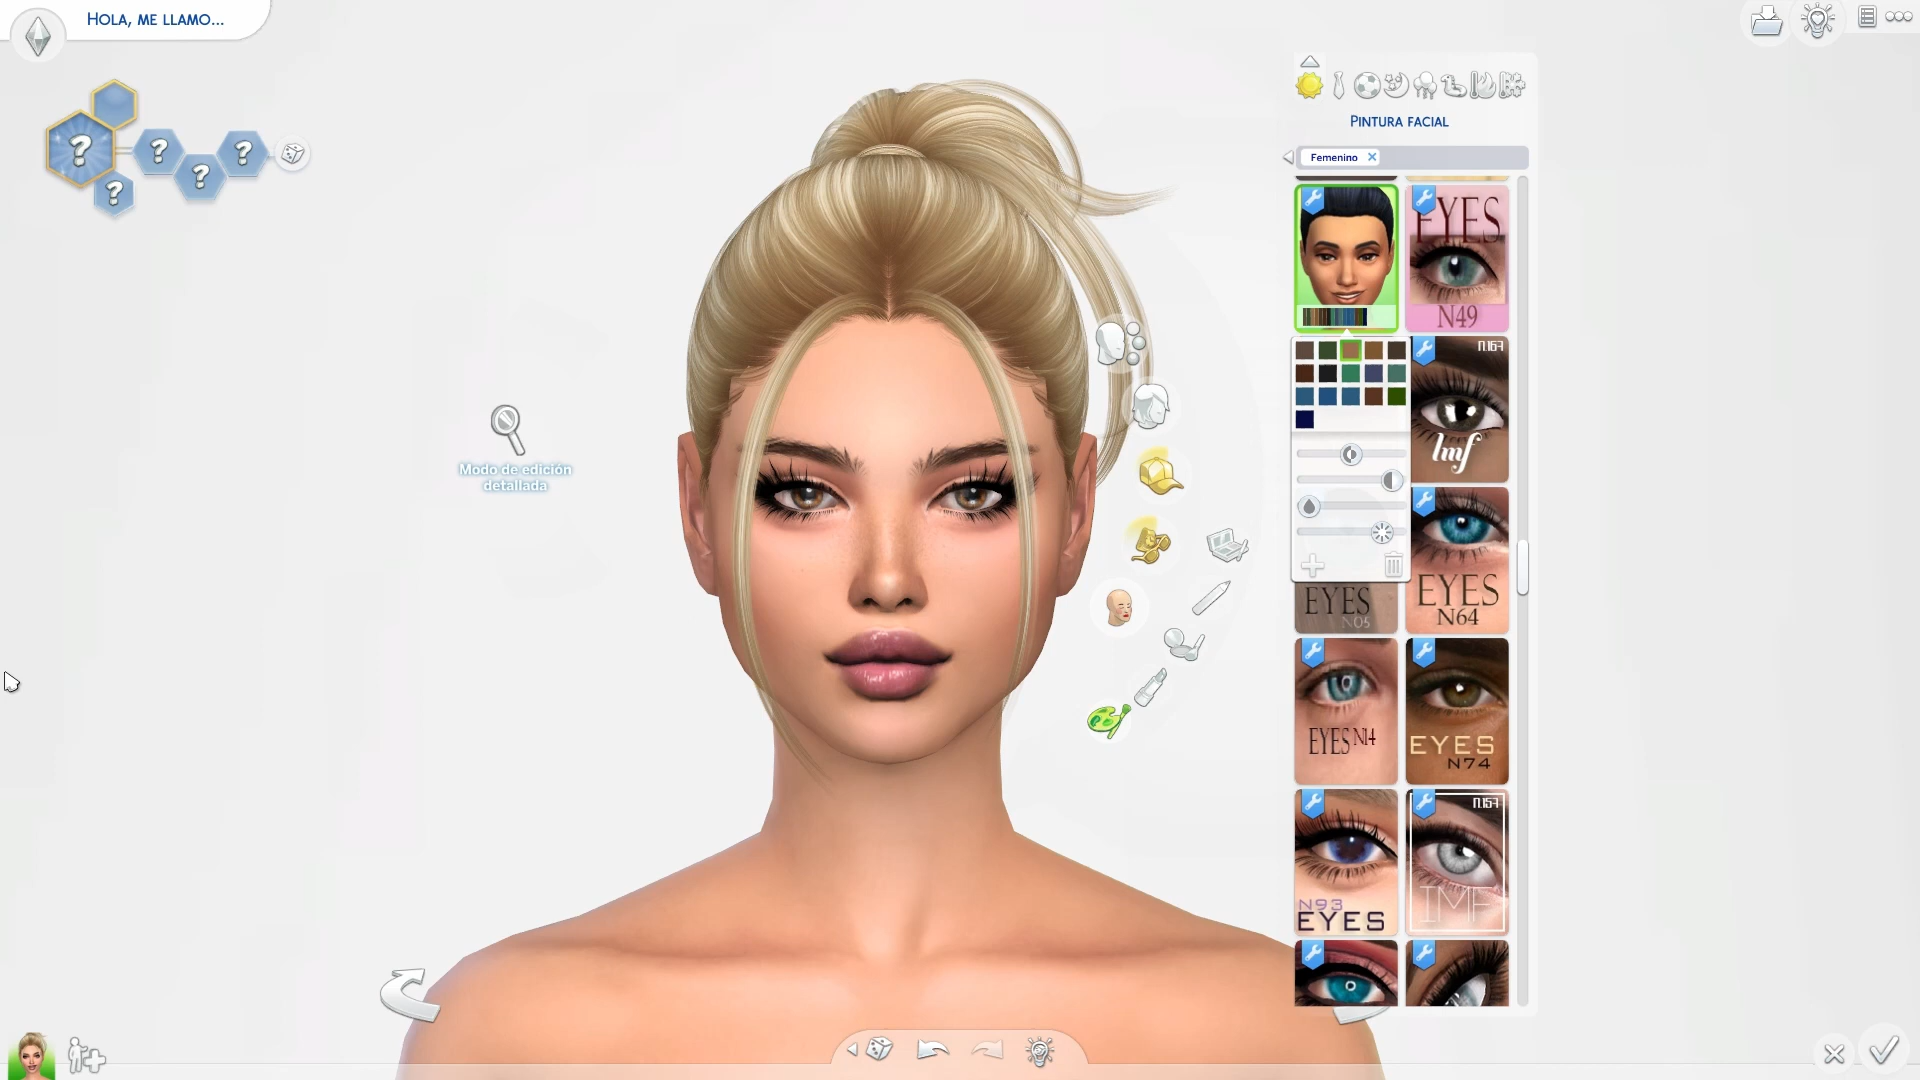 HOLA, ME LLAMO...
PINTURA FACIAL
Femenino
EYES
N49
N.167
lmf
Modo de edición
detallada
EYES
N05
EYES
N64
EYES N14
EYES
N74
N93
EYES
N.157
IMF